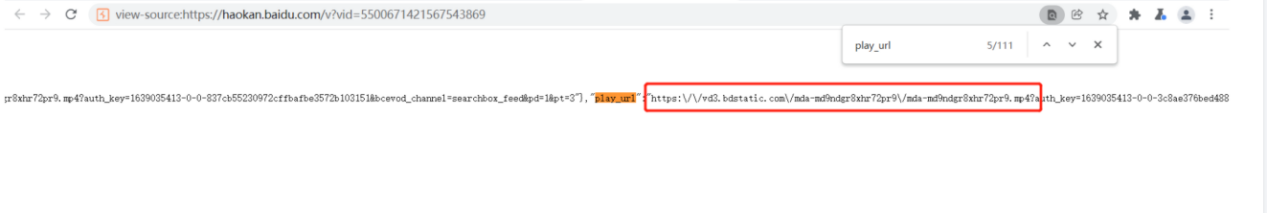 view-source:https://haokan.baidu.com/v?vid=5500671421567543869
play_url 5/111
pr8xhr72pr9.mp4?auth_key=1639035413-0-0-837cb55230972cffbafbe3572b103151&bcevod_channel=searchbox_feed&pd=1&pt=3"},"play_url":"https:\/\/vd3.bdstatic.com\/mda-md9ndgr8xhr72pr9\/mda-md9ndgr8xhr72pr9.mp4?auth_key=1639035413-0-0-3c8ae376bed488